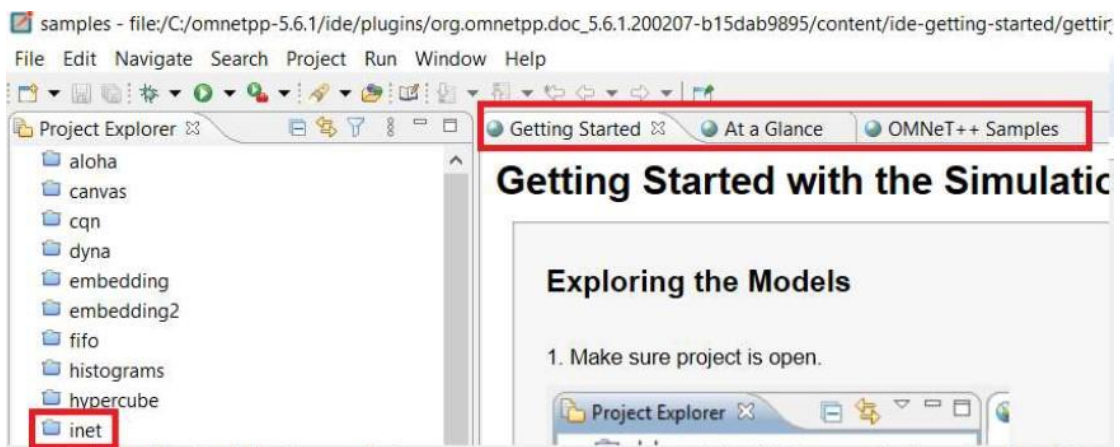 samples - file:/C:/omnetpp-5.6.1/ide/plugins/org.omnetpp.doc_5.6.1.200207-b15dab9895/content/ide-getting-started/gettin
File Edit Navigate Search Project Run Window Help
Project Explorer
Getting Started At a Glance OMNeT++ Samples
aloha
canvas
cqn
dyna
embedding
embedding2
fifo
histograms
hypercube
inet
Getting Started with the Simulatic
Exploring the Models
1. Make sure project is open.
Project Explorer